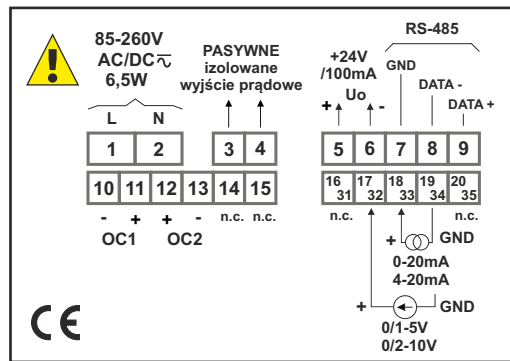 85-260V
AC/DC
6,5W
L N
PASYWNE
izolowane
wyjście prądowe
+24V
/100mA
Uo
+ -
RS-485
GND
DATA -
DATA +
1 2 3 4 5 6 7 8 9
10 11 12 13 14 15
16 31 17 32 18 33 19 34 20 35
- + + - n.c. n.c. n.c. n.c.
OC1 OC2
+ GND
0-20mA
4-20mA
+ GND
0/1-5V
0/2-10V
CE